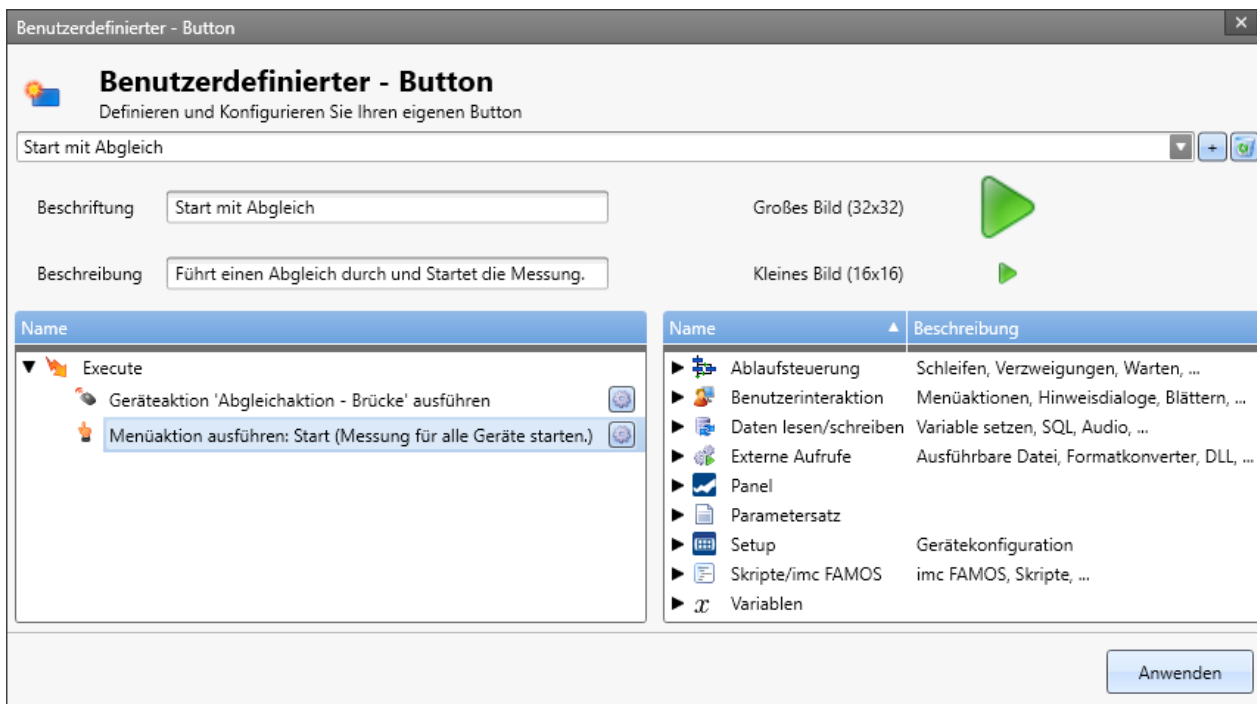 Benutzerdefinierter - Button
Benutzerdefinierter - Button
Definieren und Konfigurieren Sie Ihren eigenen Button
Start mit Abgleich
+
Beschriftung Start mit Abgleich Großes Bild (32x32)
Beschreibung Führt einen Abgleich durch und Startet die Messung. Kleines Bild (16x16)
Name
Execute
Geräteaktion 'Abgleichaktion - Brücke' ausführen
Menüaktion ausführen: Start (Messung für alle Geräte starten.)
Name Beschreibung
Ablaufsteuerung Schleifen, Verzweigungen, Warten, ...
Benutzerinteraktion Menüaktionen, Hinweisdialoge, Blättern, ...
Daten lesen/schreiben Variable setzen, SQL, Audio, ...
Externe Aufrufe Ausführbare Datei, Formatkonverter, DLL, ...
Panel
Parametersatz
Setup Gerätekonfiguration
Skripte/imc FAMOS imc FAMOS, Skripte, ...
x Variablen
Anwenden